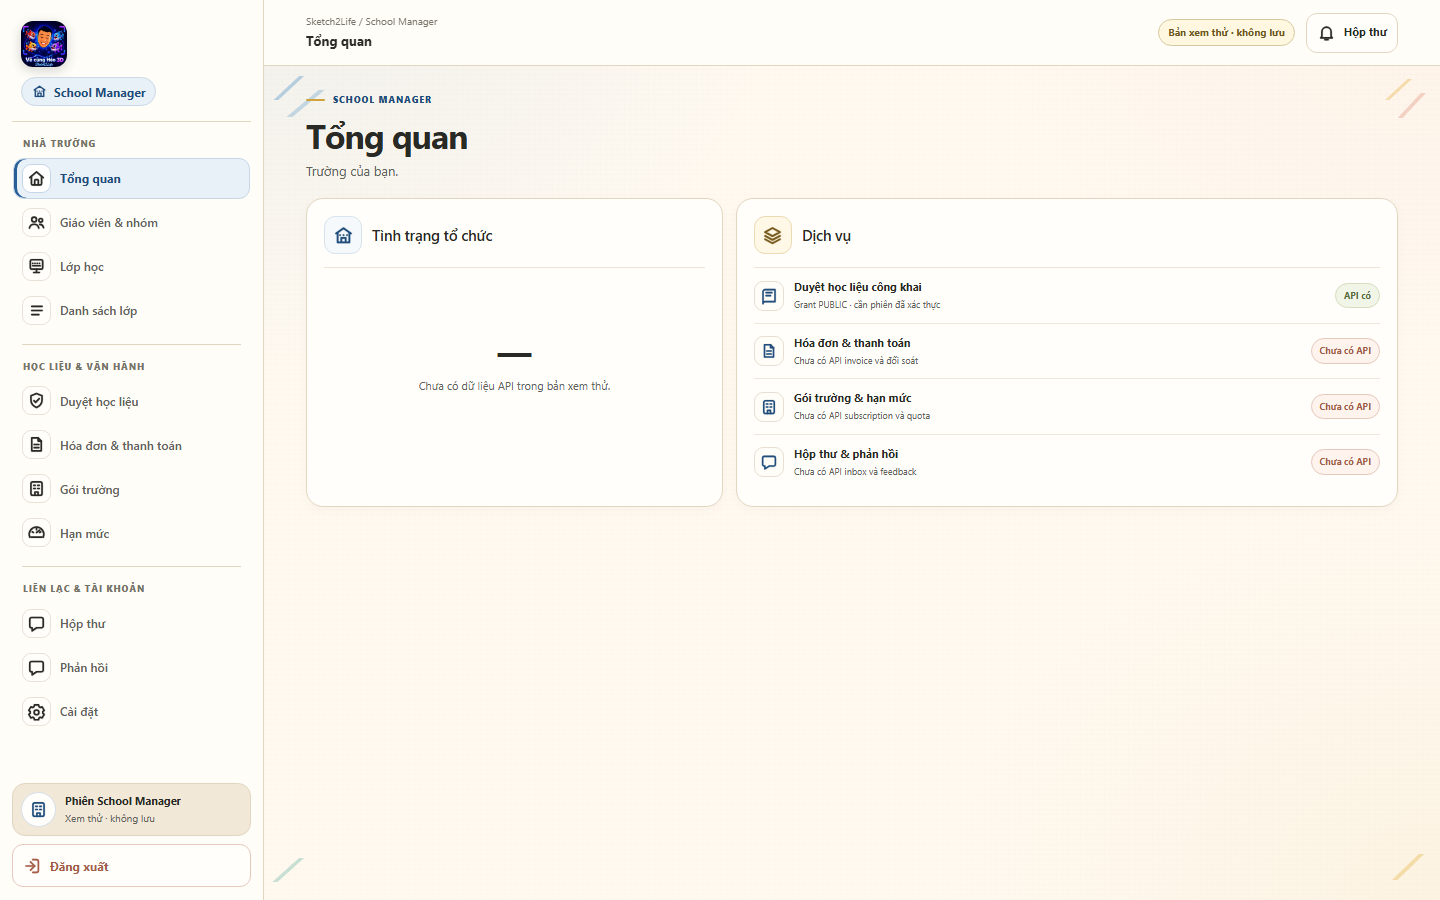 Vẽ cùng Héo 3D
School Manager
NHÀ TRƯỜNG
Tổng quan
Giáo viên & nhóm
Lớp học
Danh sách lớp
HỌC LIỆU & VẬN HÀNH
Duyệt học liệu
Hóa đơn & thanh toán
Gói trường
Hạn mức
LIÊN LẠC & TÀI KHOẢN
Hộp thư
Phản hồi
Cài đặt
Phiên School Manager
Xem thử · không lưu
Đăng xuất
Sketch2Life / School Manager
Tổng quan
Bản xem thử · không lưu
Hộp thư
SCHOOL MANAGER
Tổng quan
Trường của bạn.
Tình trạng tổ chức
—
Chưa có dữ liệu API trong bản xem thử.
Dịch vụ
Duyệt học liệu công khai
Grant PUBLIC · cần phiên đã xác thực
API có
Hóa đơn & thanh toán
Chưa có API invoice và đối soát
Chưa có API
Gói trường & hạn mức
Chưa có API subscription và quota
Chưa có API
Hộp thư & phản hồi
Chưa có API inbox và feedback
Chưa có API